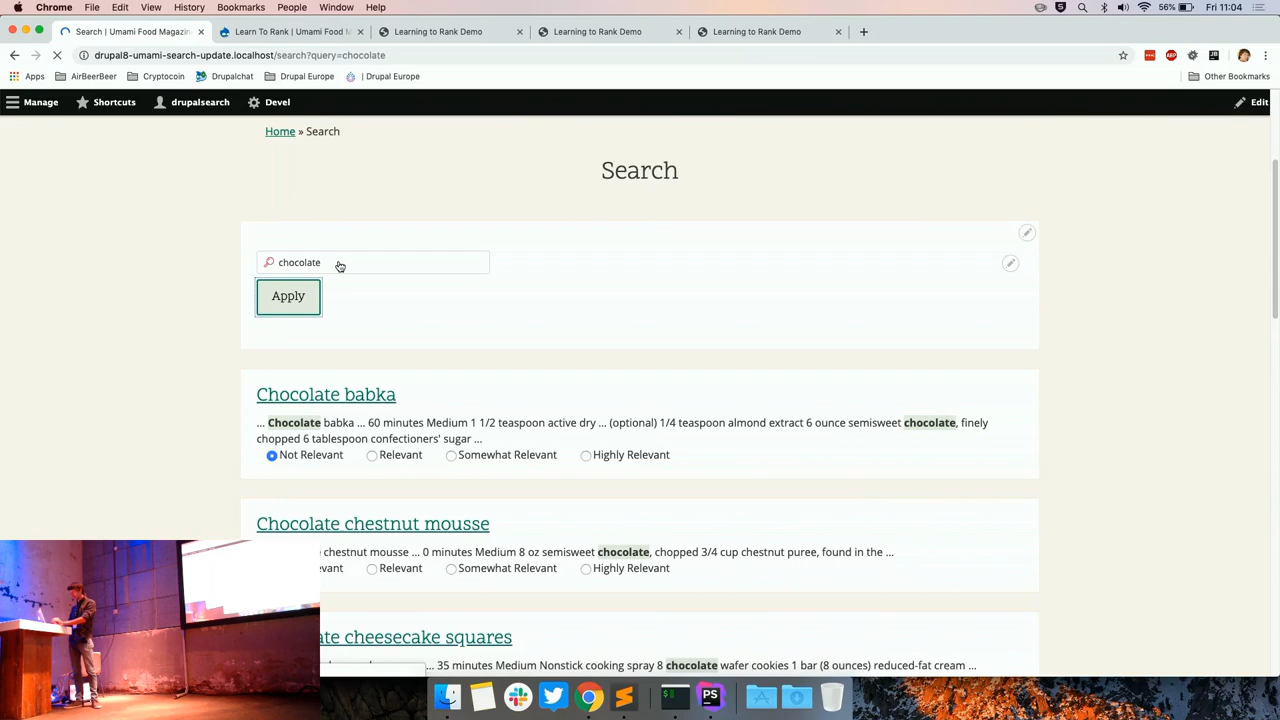 Chrome File Edit View History Bookmarks People Window Help 56% Fri 11:04
Search | Umami Food Magazin Learn To Rank | Umami Food M Learning to Rank Demo Learning to Rank Demo Learning to Rank Demo
drupal8-umami-search-update.localhost/search?query=chocolate
Apps AirBeerBeer Cryptocoin Drupalchat Drupal Europe | Drupal Europe Other Bookmarks
Manage Shortcuts drupalsearch Devel Edit
Home » Search
Search
chocolate
Apply
Chocolate babka
... Chocolate babka ... 60 minutes Medium 1 1/2 teaspoon active dry ... (optional) 1/4 teaspoon almond extract 6 ounce semisweet chocolate, finely
chopped 6 tablespoon confectioners' sugar ...
Not Relevant Relevant Somewhat Relevant Highly Relevant
Chocolate chestnut mousse
chestnut mousse ... 0 minutes Medium 8 oz semisweet chocolate, chopped 3/4 cup chestnut puree, found in the ...
Relevant Somewhat Relevant Highly Relevant
cheesecake squares
... 35 minutes Medium Nonstick cooking spray 8 chocolate wafer cookies 1 bar (8 ounces) reduced-fat cream ...
PS